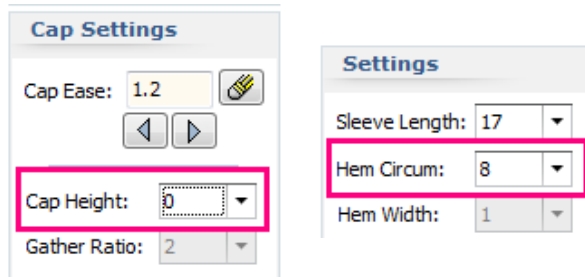 Cap Settings
Cap Ease: 1.2
Cap Height: 0
Gather Ratio: 2
Settings
Sleeve Length: 17
Hem Circum: 8
Hem Width: 1